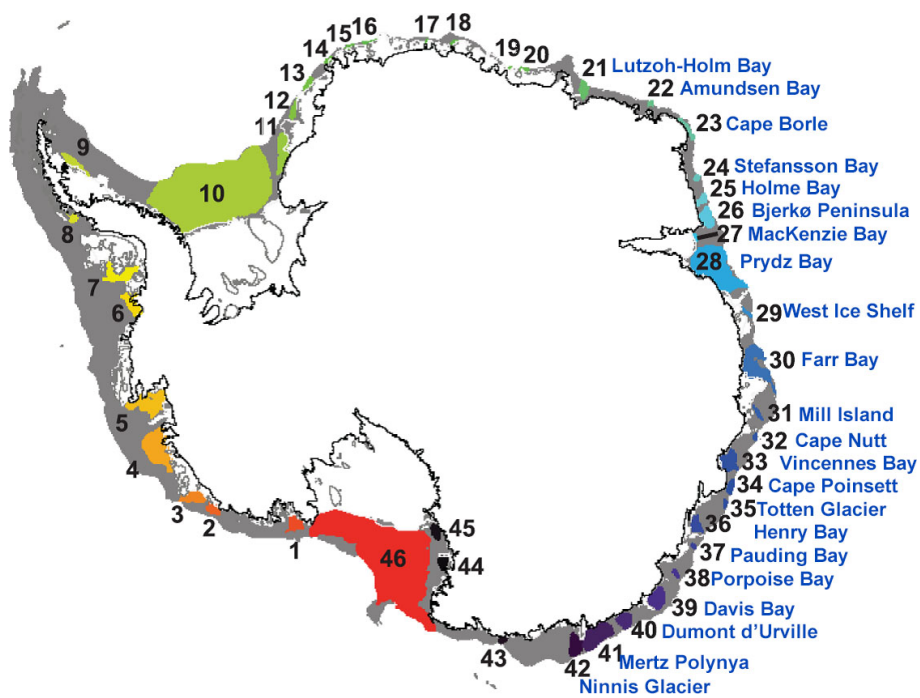 17 18
15 16
14
13
12
11
19 20
21 Lutzoh-Holm Bay
22 Amundsen Bay
23 Cape Borle
24 Stefansson Bay
25 Holme Bay
26 Bjerkø Peninsula
27 MacKenzie Bay
28 Prydz Bay
29 West Ice Shelf
30 Farr Bay
31 Mill Island
32 Cape Nutt
33 Vincennes Bay
34 Cape Poinsett
35 Totten Glacier
36 Henry Bay
37 Pauding Bay
38 Porpoise Bay
39 Davis Bay
40 Dumont d'Urville
41 Mertz Polynya
42 Ninnis Glacier
43
44
45
46
9
10
8
7
6
5
4
3
2
1